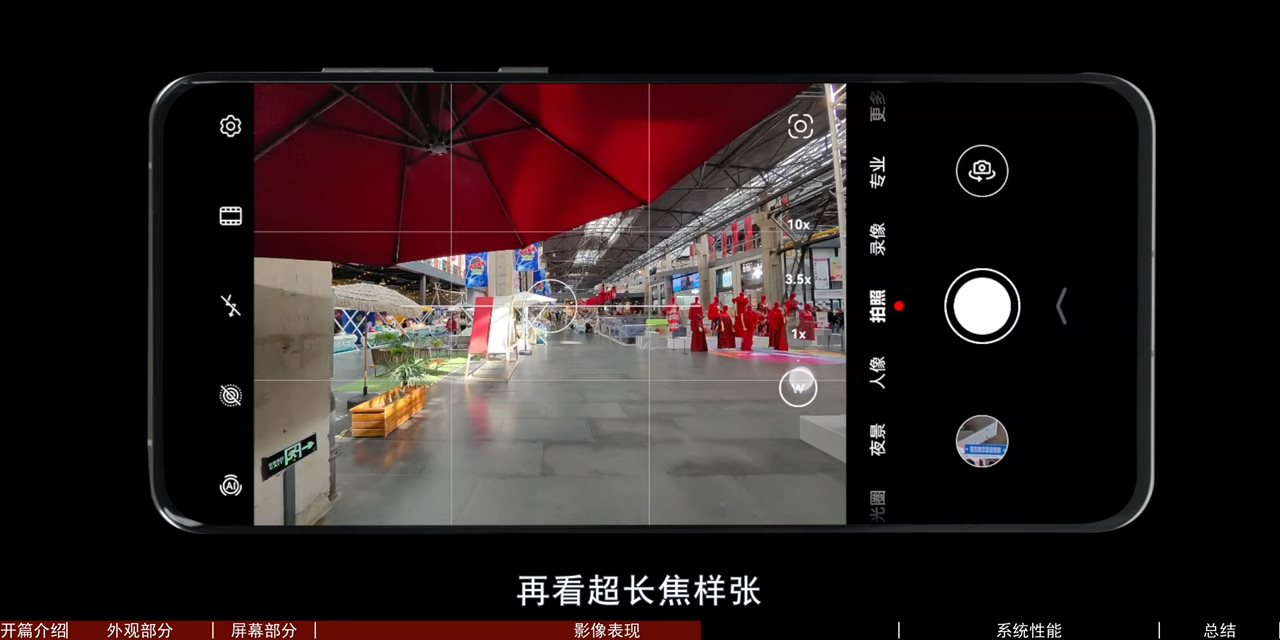 10x
3.5x
1x
W
更多
专业
录像
拍照
人像
夜景
光圈
AI
再看超长焦样张
开篇介绍
外观部分
屏幕部分
影像表现
系统性能
总结